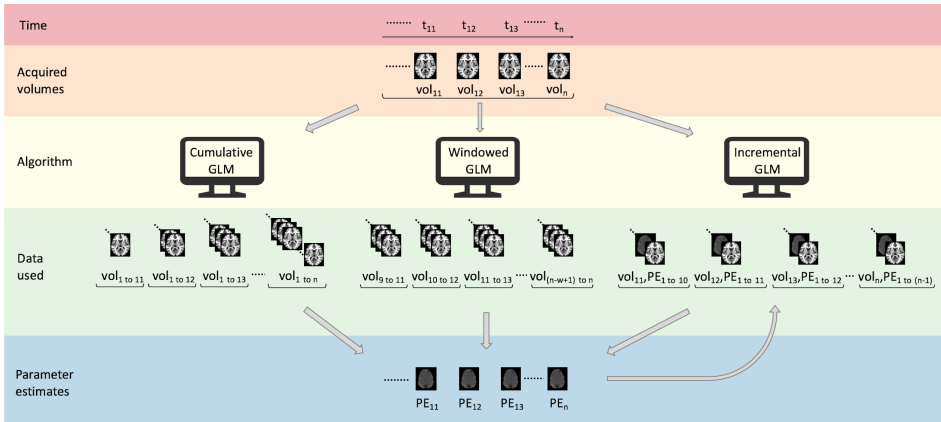 Time
········ t₁₁ t₁₂ t₁₃ ······· tₙ
Acquired
volumes
········ ······
vol₁₁ vol₁₂ vol₁₃ volₙ
Algorithm
Cumulative
GLM
Windowed
GLM
Incremental
GLM
Data
used
vol₁ to ₁₁ vol₁ to ₁₂ vol₁ to ₁₃ ····· vol₁ to n
vol₉ to ₁₁ vol₁₀ to ₁₂ vol₁₁ to ₁₃ ···· vol₍n-w+1₎ to n
vol₁₁,PE₁ to ₁₀ vol₁₂,PE₁ to ₁₁ vol₁₃,PE₁ to ₁₂ ··· volₙ,PE₁ to ₍n-1₎
Parameter
estimates
········ ·······
PE₁₁ PE₁₂ PE₁₃ PEₙ